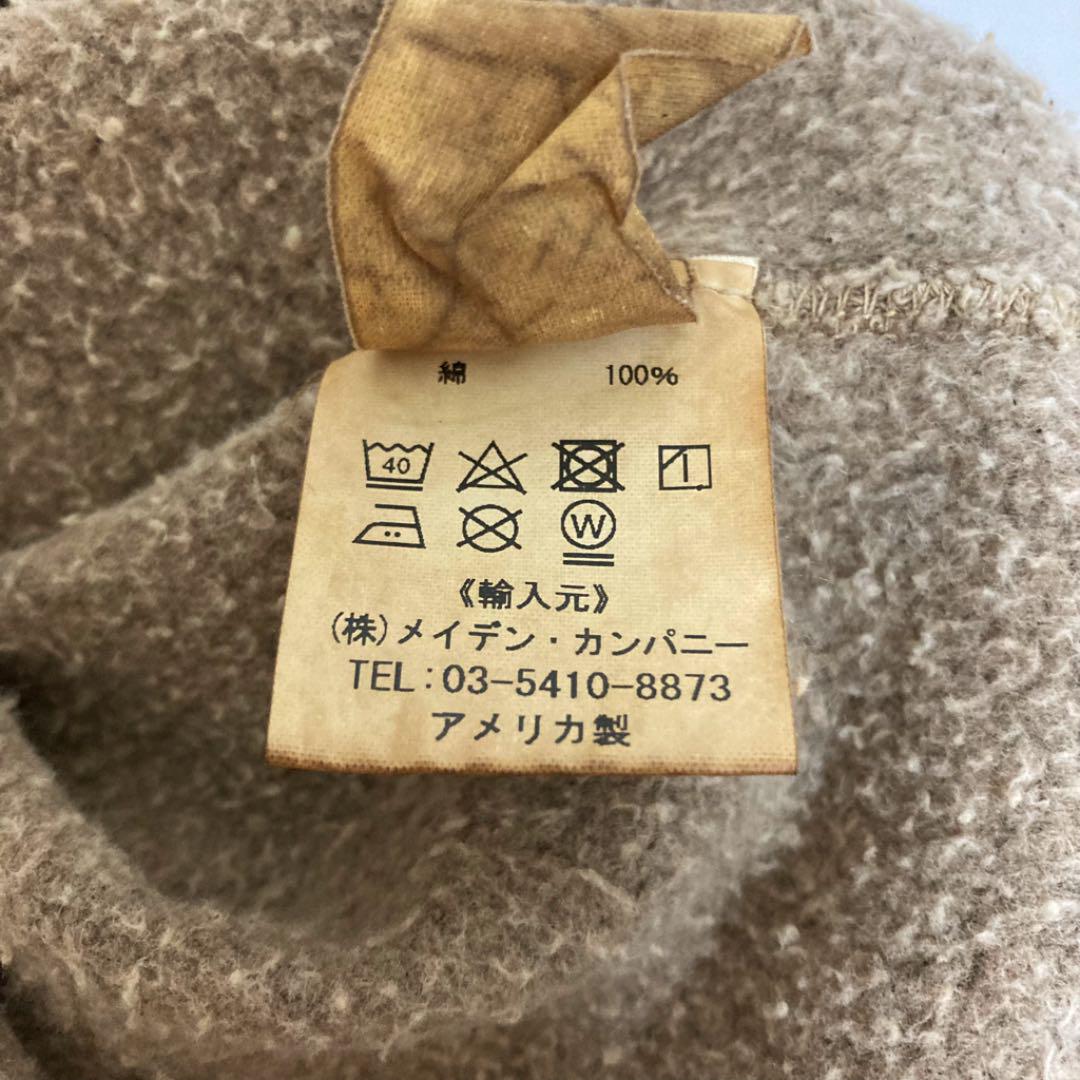 綿 100%
40
W
《輸入元》
(株)メイデン・カンパニー
TEL:03-5410-8873
アメリカ製